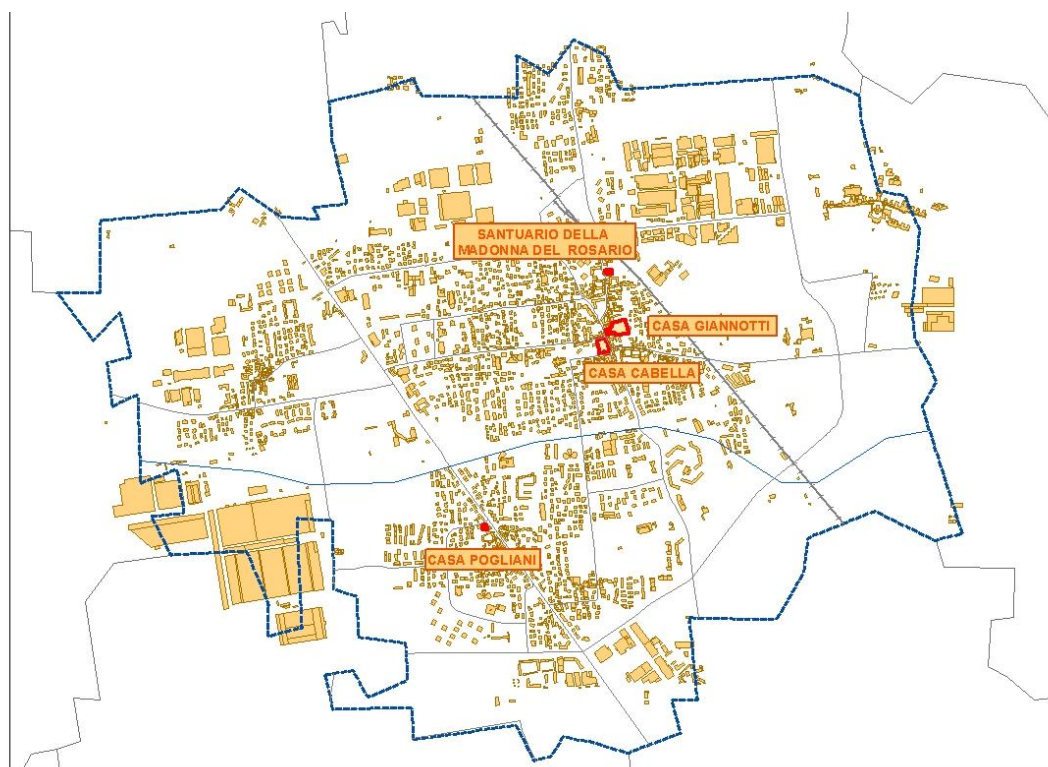 SANTUARIO DELLA
MADONNA DEL ROSARIO
CASA GIANNOTTI
CASA CABELLA
CASA POGLIANI